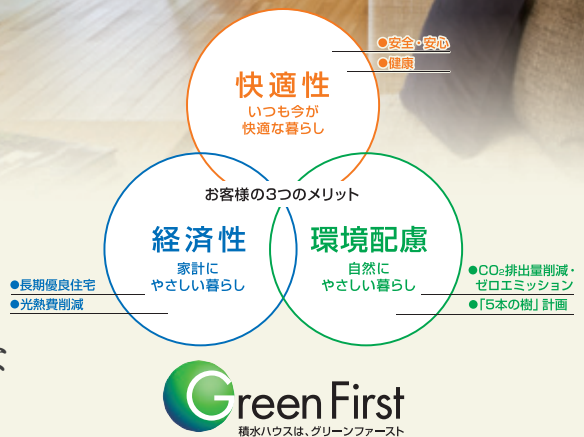 ●安全・安心
●健康
快適性
いつも今が
快適な暮らし
お客様の3つのメリット
経済性
家計に
やさしい暮らし
●長期優良住宅
●光熱費削減
環境配慮
自然に
やさしい暮らし
●CO₂排出量削減・
ゼロエミッション
●「5本の樹」計画
Green First
積水ハウスは、グリーンファースト